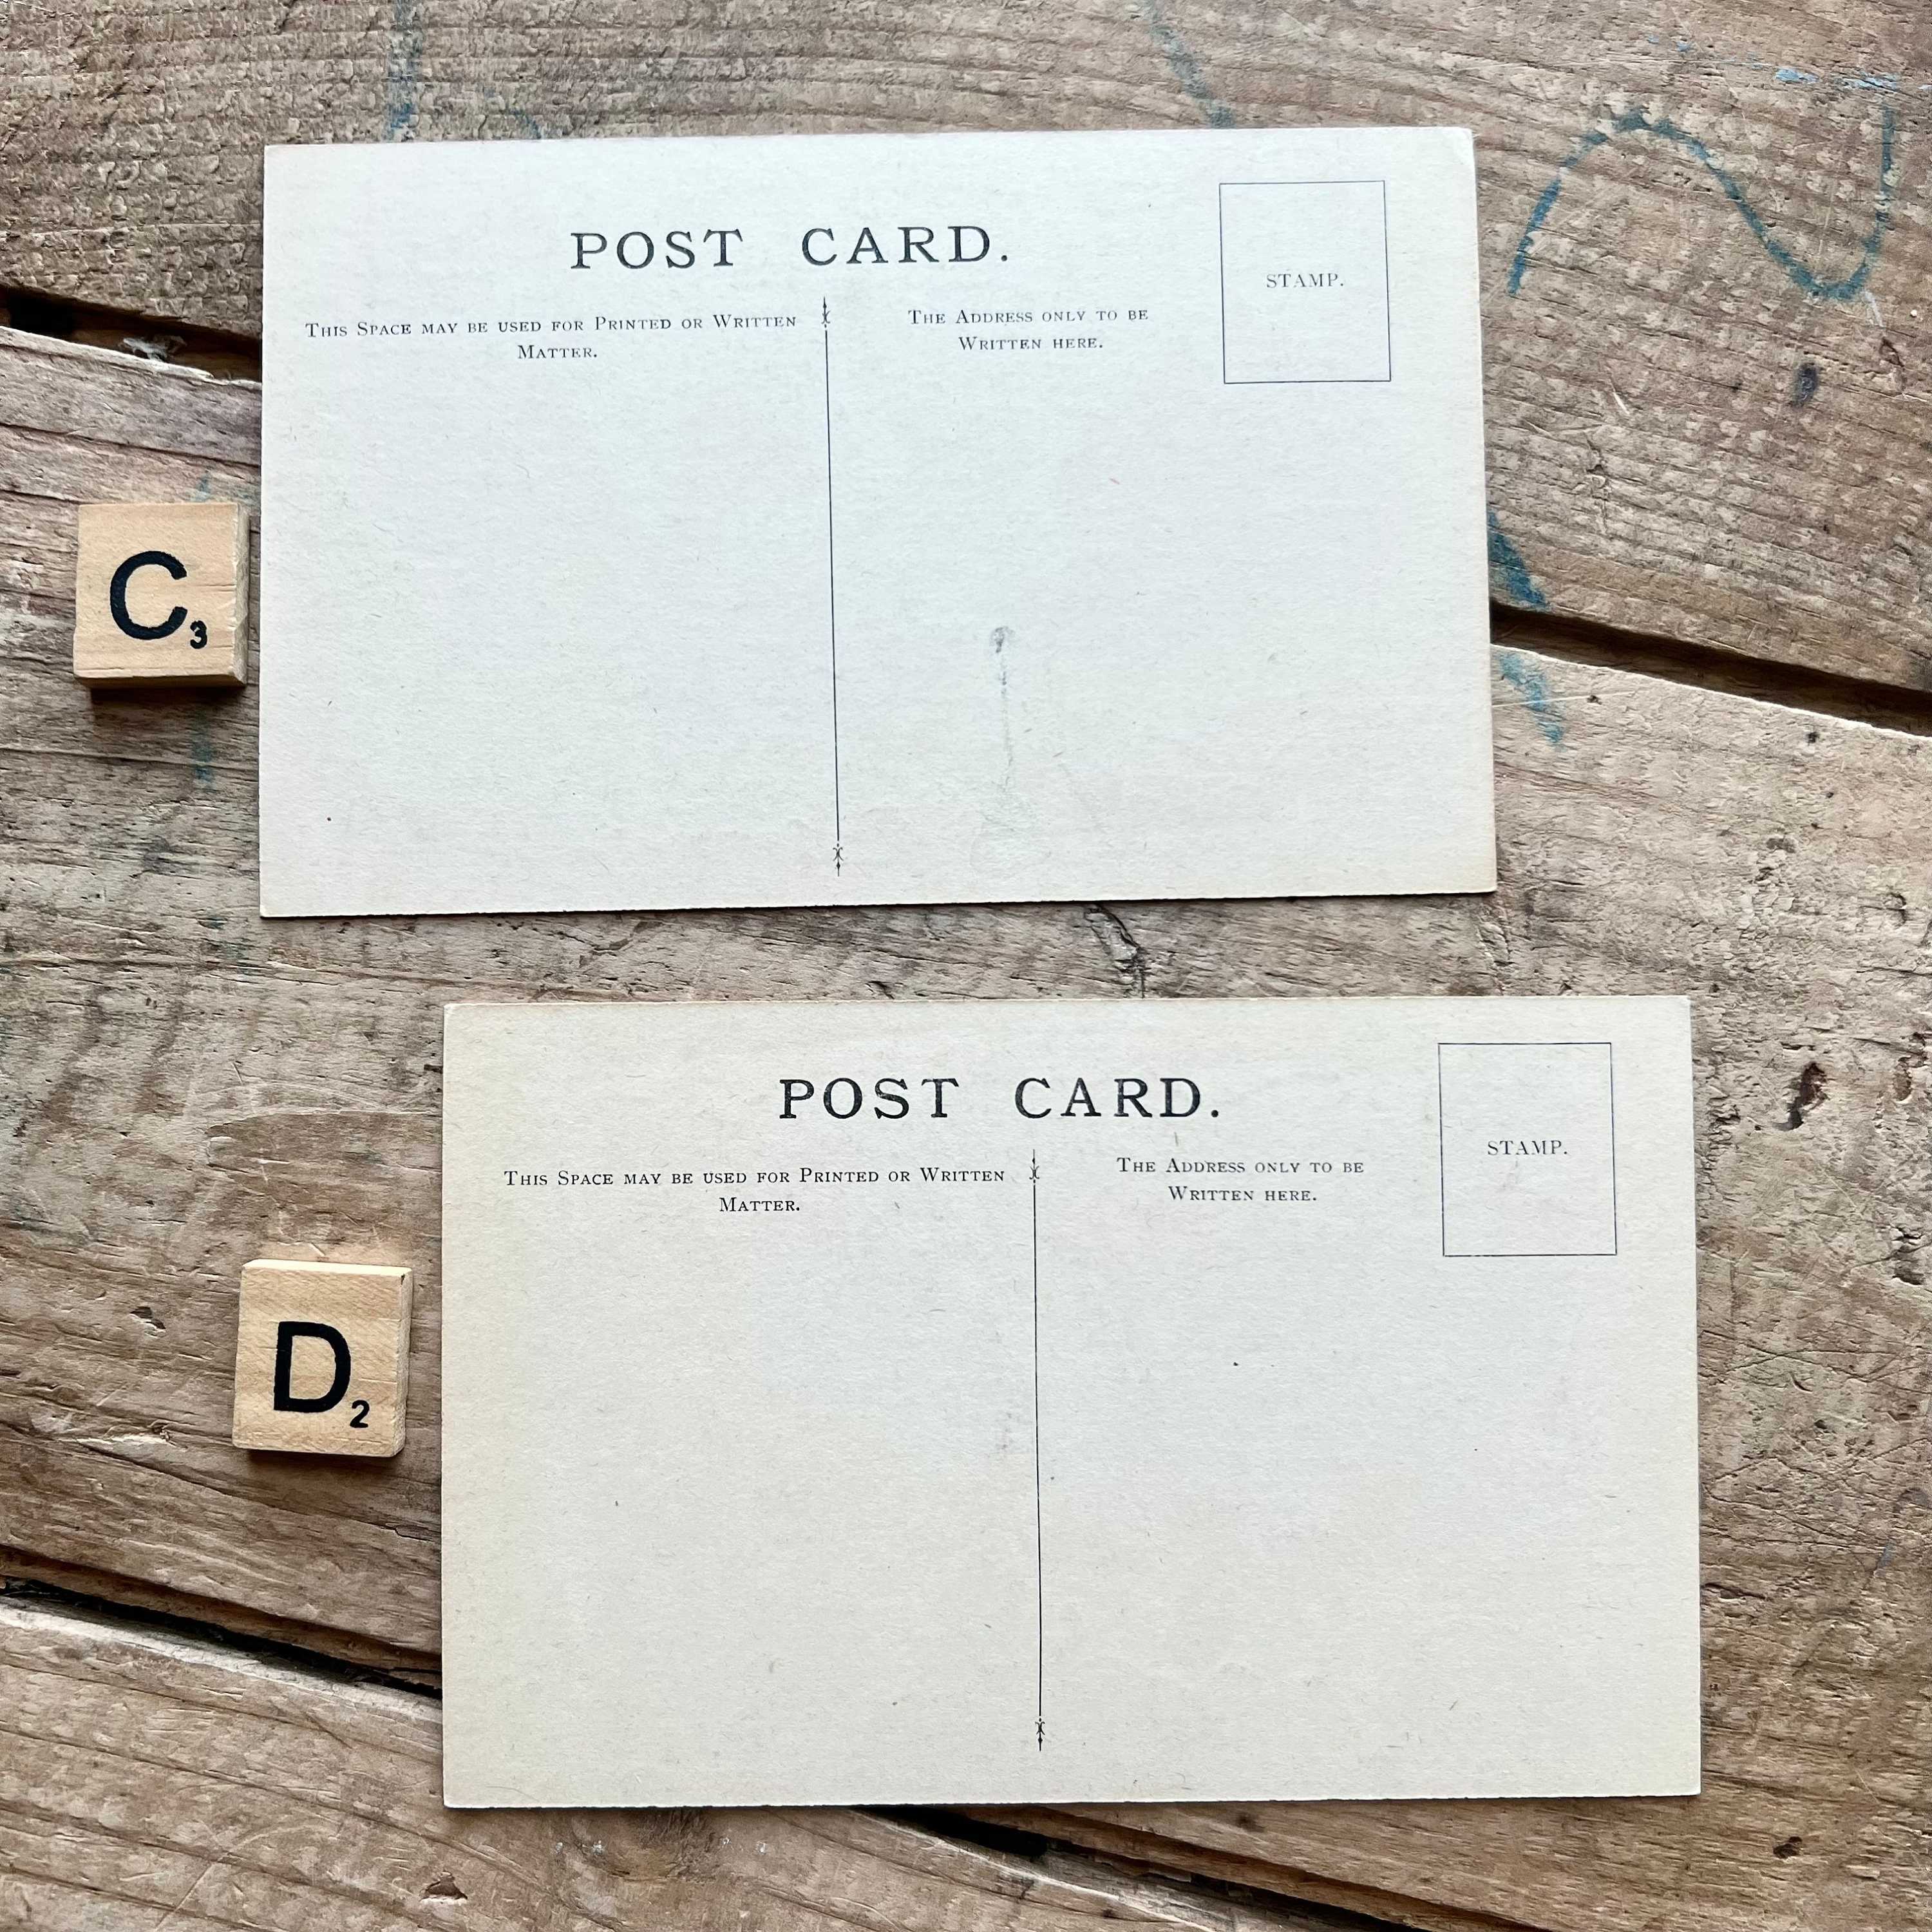 POST CARD.
STAMP.
THIS SPACE MAY BE USED FOR PRINTED OR WRITTEN
MATTER.
THE ADDRESS ONLY TO BE
WRITTEN HERE.
C3
POST CARD.
STAMP.
THIS SPACE MAY BE USED FOR PRINTED OR WRITTEN
MATTER.
THE ADDRESS ONLY TO BE
WRITTEN HERE.
D2